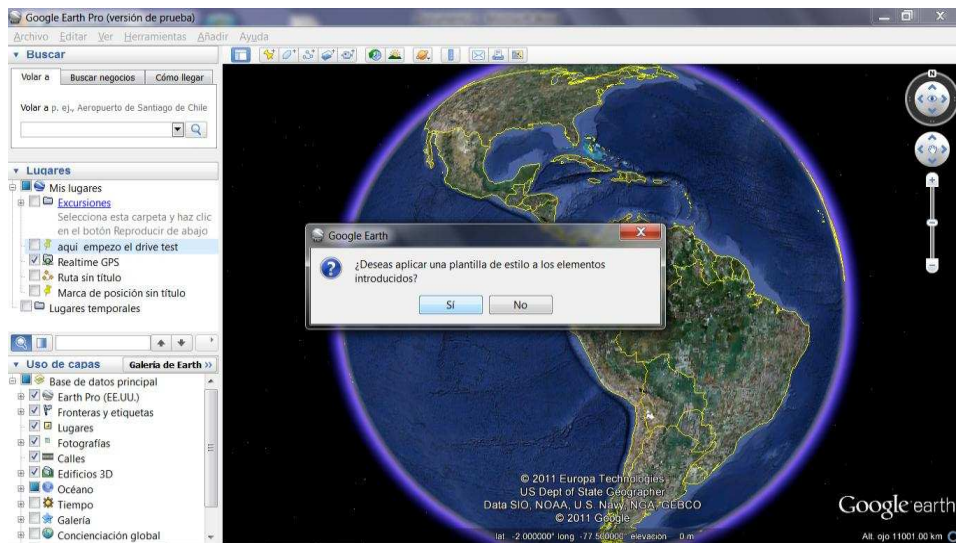 Google Earth Pro (versión de prueba)
Archivo Editar Ver Herramientas Añadir Ayuda
Buscar
Volar a
Buscar negocios
Cómo llegar
Volar a p. ej., Aeropuerto de Santiago de Chile
Lugares
Mis lugares
Excursiones
Selecciona esta carpeta y haz clic
en el botón Reproducir de abajo
aqui empezo el drive test
Realtime GPS
Ruta sin título
Marca de posición sin título
Lugares temporales
Uso de capas
Galería de Earth >>
Base de datos principal
Earth Pro (EE.UU.)
Fronteras y etiquetas
Lugares
Fotografías
Calles
Edificios 3D
Océano
Tiempo
Galería
Concienciación global
N
Google Earth
¿Deseas aplicar una plantilla de estilo a los elementos
introducidos?
Sí
No
© 2011 Europa Technologies
US Dept of State Geographer
Data SIO, NOAA, U.S. Navy, NGA, GEBCO
© 2011 Google
Google earth
lat -2.000000° long -77.500000° elevación 0 m
Alt. ojo 11001.00 km